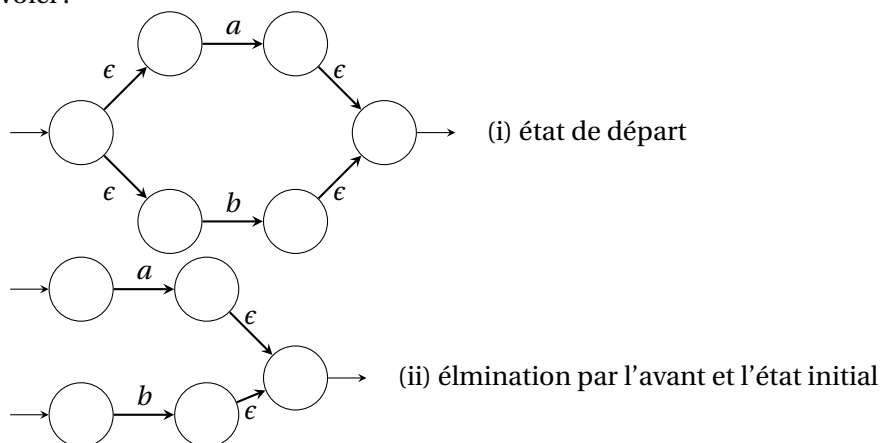 voici :
a
ϵ ϵ
(i) état de départ
ϵ ϵ
b
a
ϵ
(ii) élmination par l'avant et l'état initial
b
ϵ